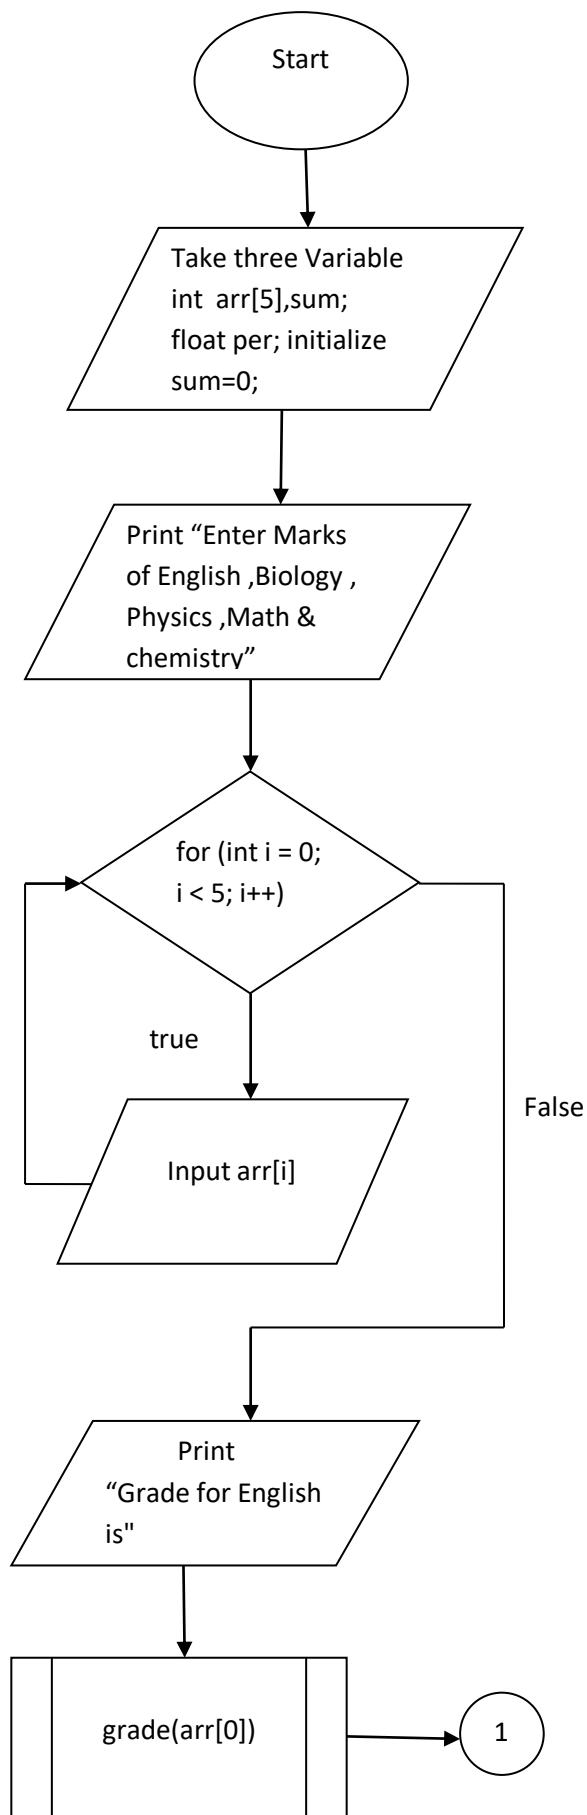 Start
Take three Variable
int arr[5],sum;
float per; initialize
sum=0;
Print “Enter Marks
of English ,Biology ,
Physics ,Math &
chemistry”
for (int i = 0;
i < 5; i++)
true
False
Input arr[i]
Print
“Grade for English
is"
grade(arr[0])
1